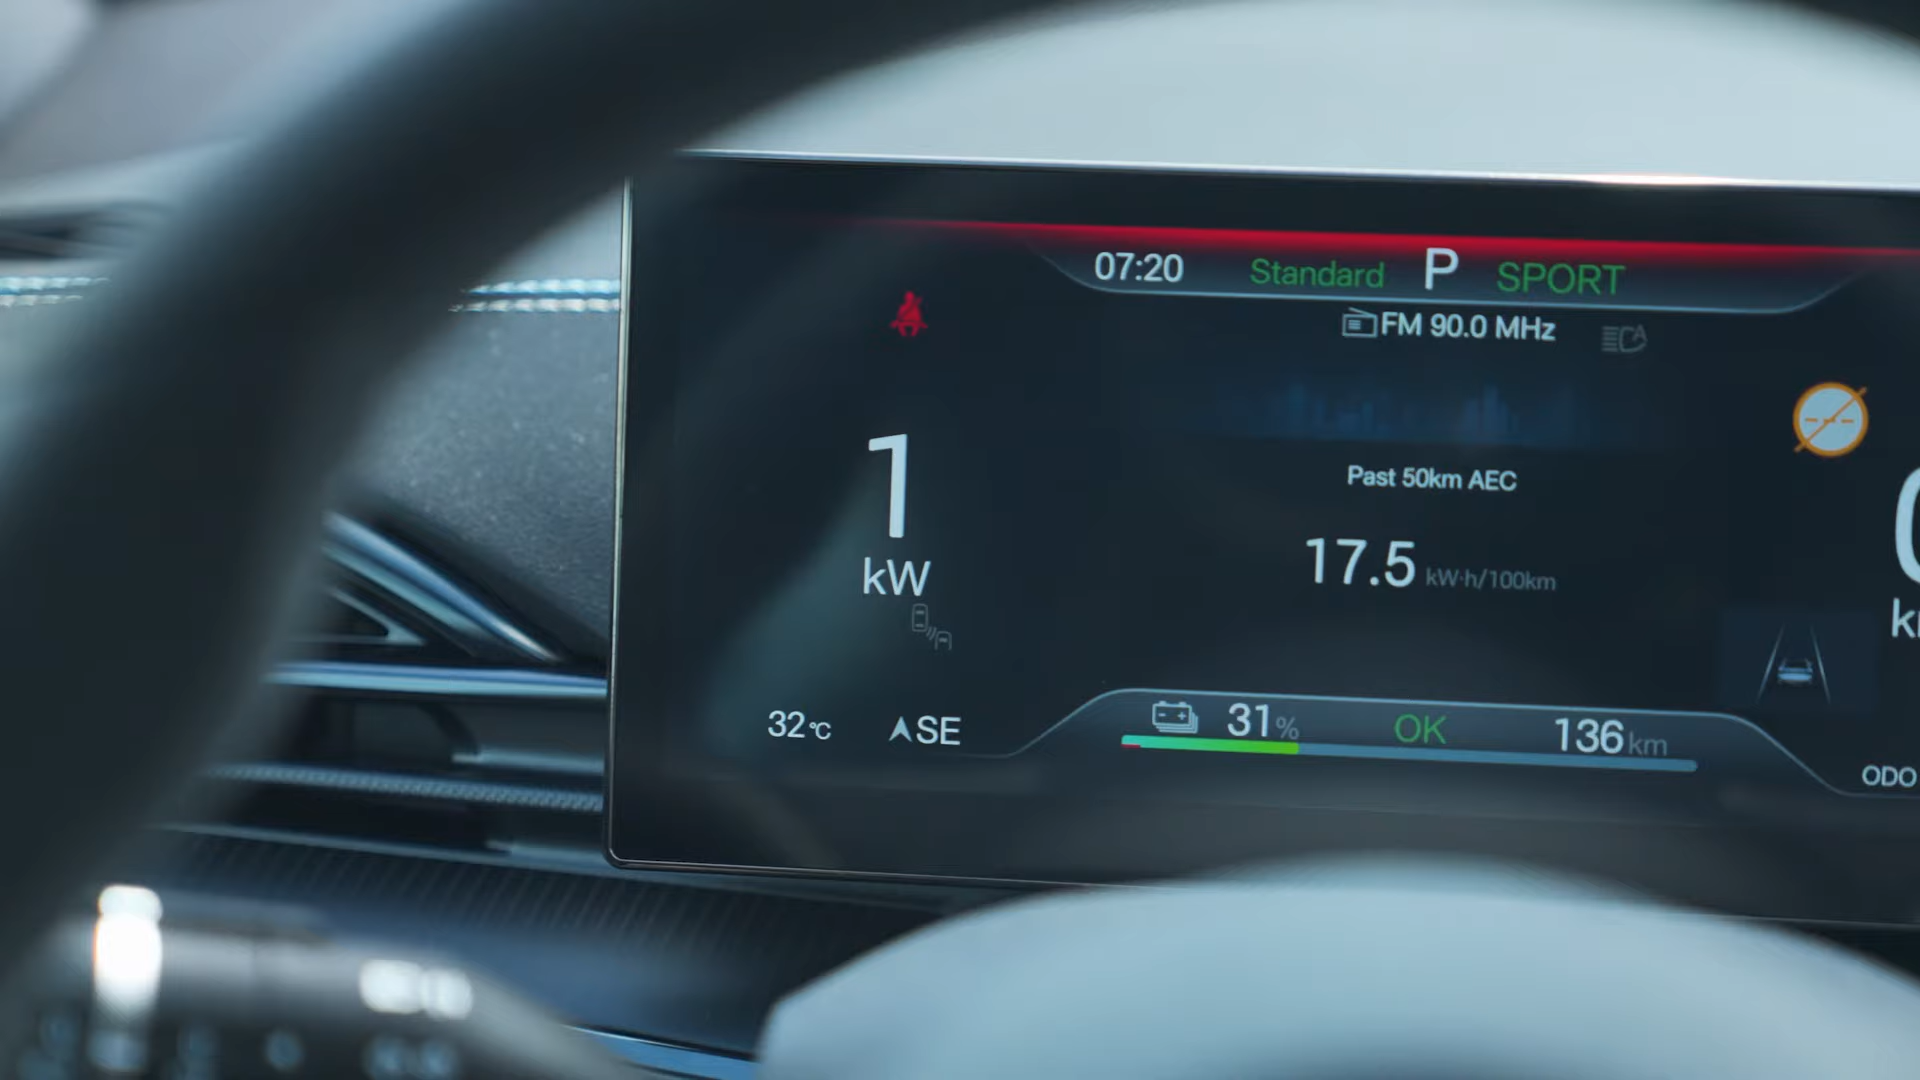 07:20 Standard P SPORT
FM 90.0 MHz
Past 50km AEC
1
kW
17.5 kW·h/100km
32°C
SE
31% OK 136km
ODO